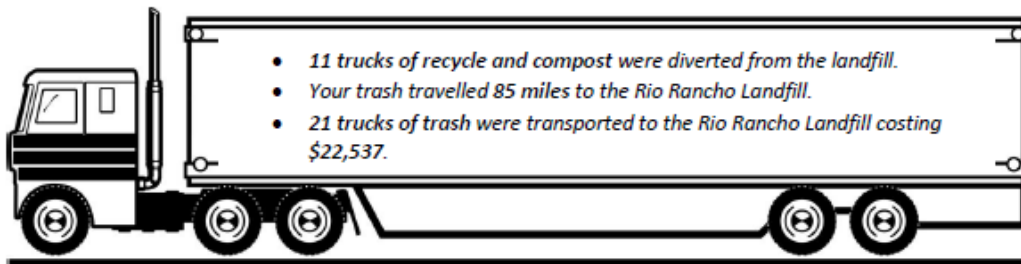 • 11 trucks of recycle and compost were diverted from the landfill.
• Your trash travelled 85 miles to the Rio Rancho Landfill.
• 21 trucks of trash were transported to the Rio Rancho Landfill costing
$22,537.